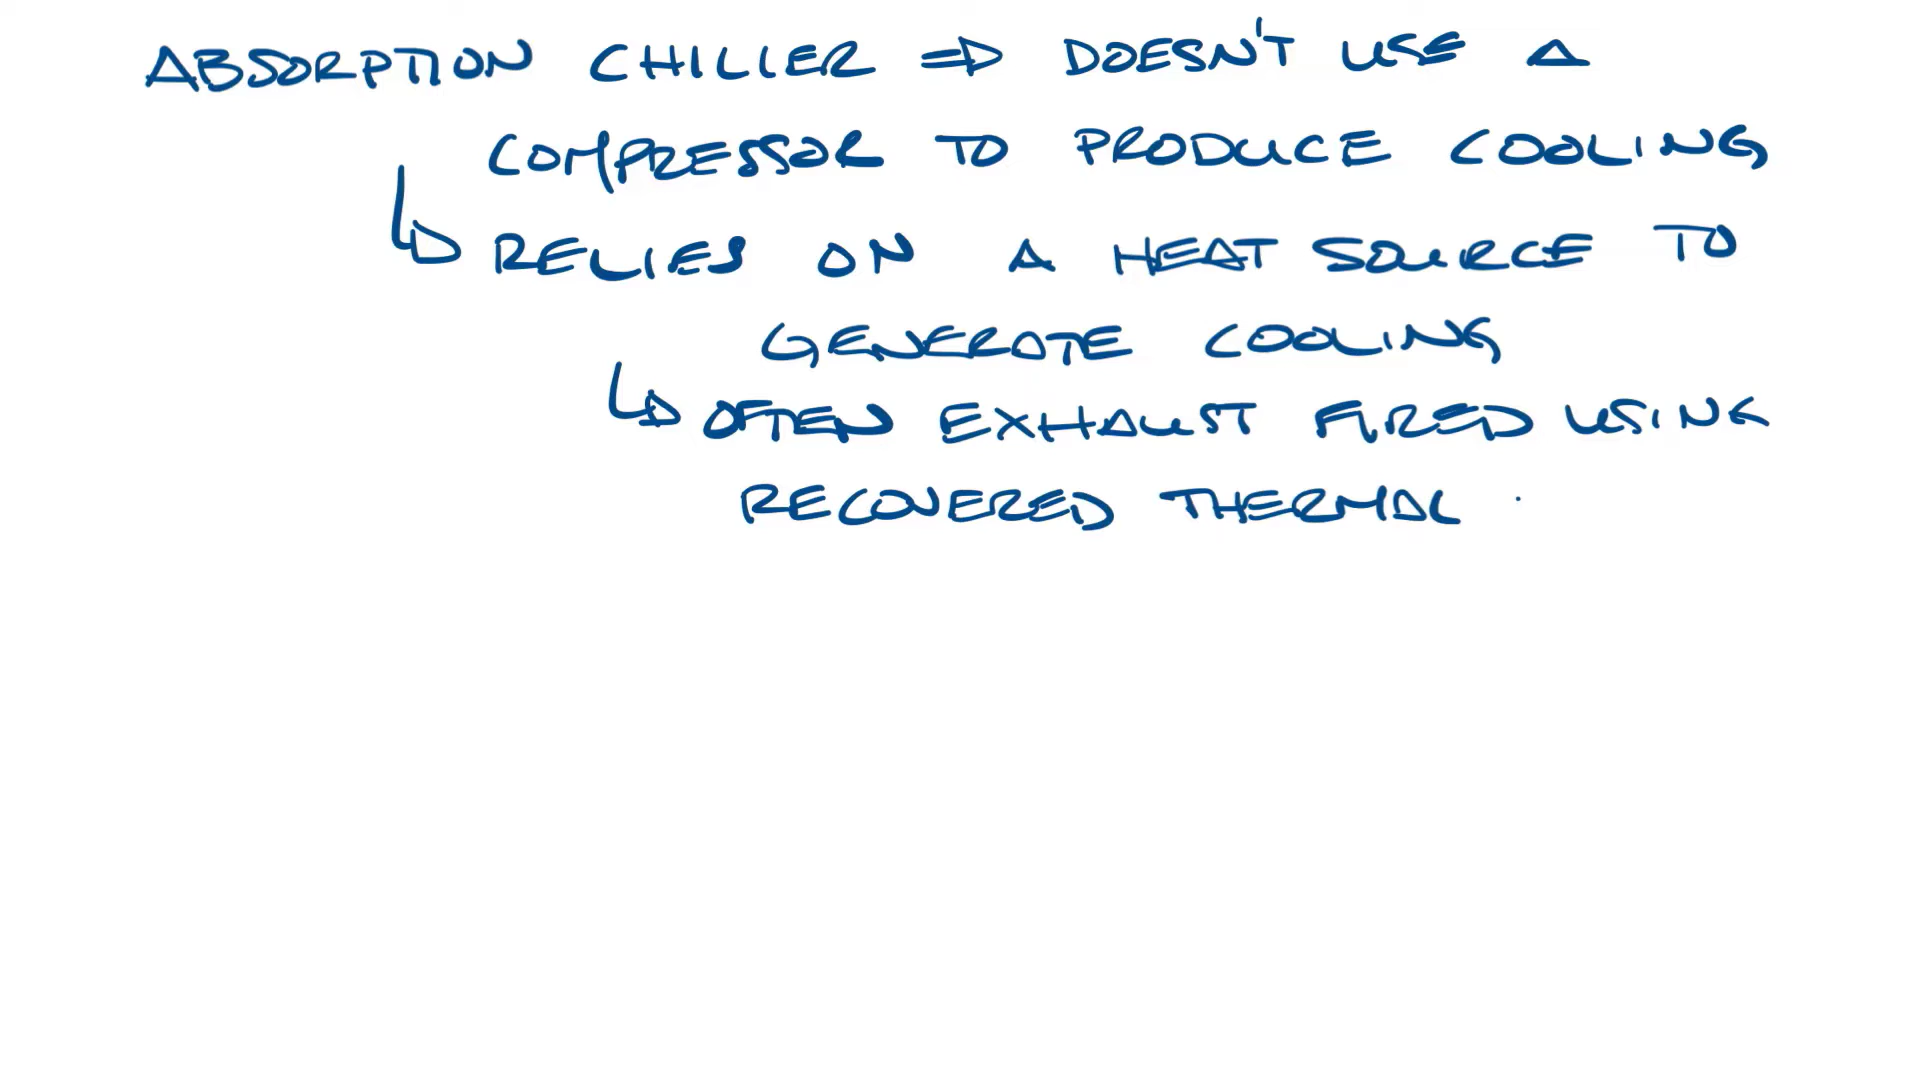 ABSORPTION CHILLER ⇒ DOESN'T USE A
COMPRESSOR TO PRODUCE COOLING
↳ RELIES ON A HEAT SOURCE TO
GENERATE COOLING
↳ OFTEN EXHAUST FIRED USING
RECOVERED THERMAL